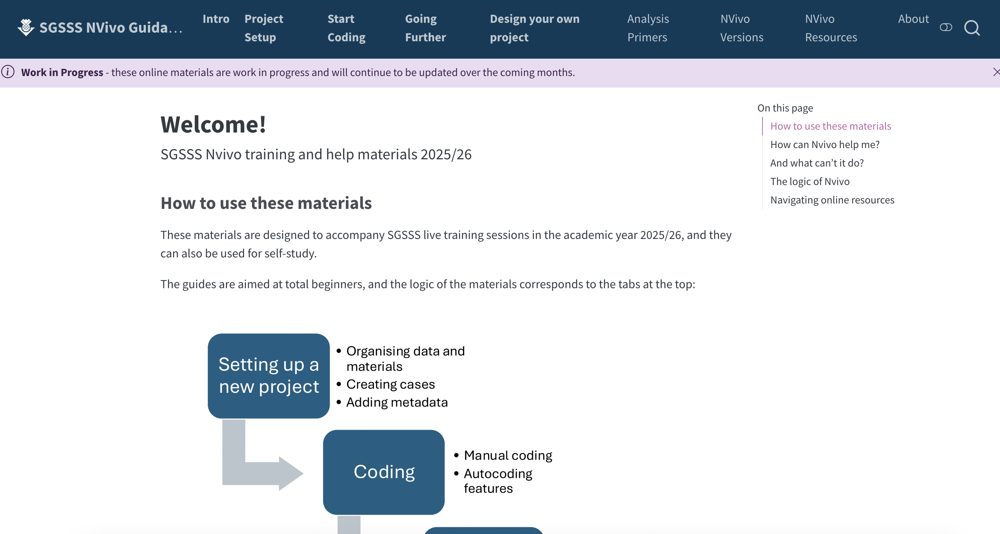 SGSSS NVivo Guida…
Intro
Project
Setup
Start
Coding
Going
Further
Design your own
project
Analysis
Primers
NVivo
Versions
NVivo
Resources
About
Work in Progress - these online materials are work in progress and will continue to be updated over the coming months.
Welcome!
SGSSS Nvivo training and help materials 2025/26
How to use these materials
These materials are designed to accompany SGSSS live training sessions in the academic year 2025/26, and they
can also be used for self-study.
The guides are aimed at total beginners, and the logic of the materials corresponds to the tabs at the top:
On this page
How to use these materials
How can Nvivo help me?
And what can’t it do?
The logic of Nvivo
Navigating online resources
Setting up a
new project
• Organising data and
materials
• Creating cases
• Adding metadata
Coding
• Manual coding
• Autocoding
features